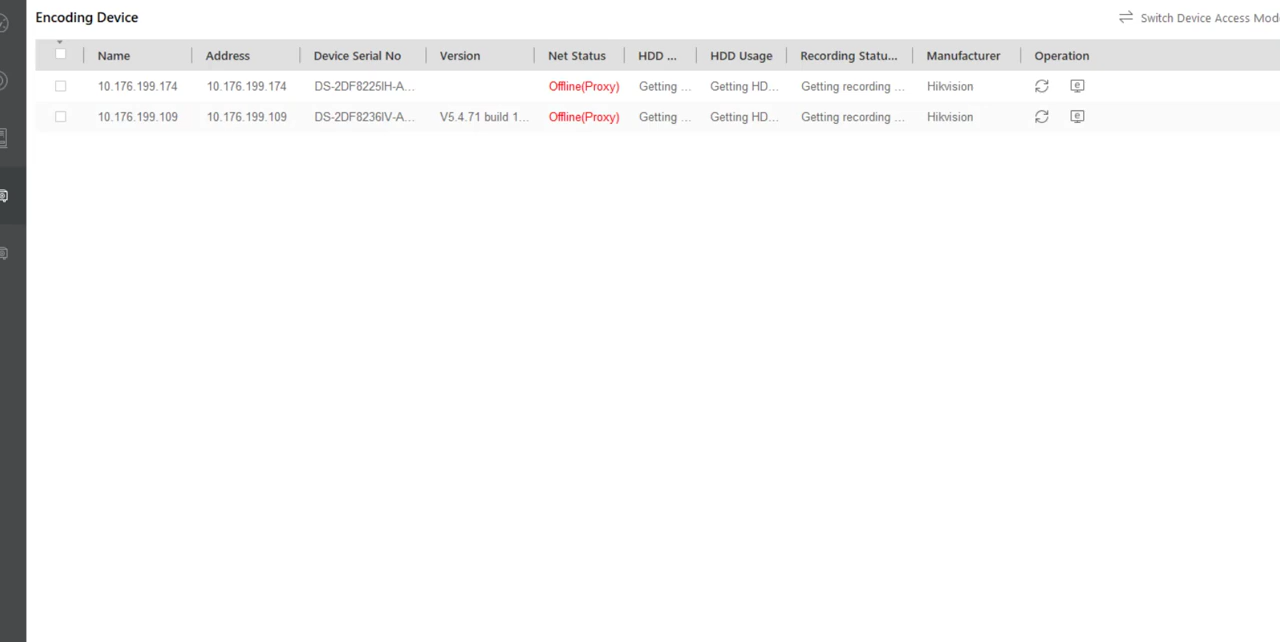 Encoding Device
Switch Device Access Mod
Name Address Device Serial No Version Net Status HDD ... HDD Usage Recording Statu... Manufacturer Operation
10.176.199.174 10.176.199.174 DS-2DF8225IH-A... Offline(Proxy) Getting ... Getting HD... Getting recording ... Hikvision
10.176.199.109 10.176.199.109 DS-2DF8236IV-A... V5.4.71 build 1... Offline(Proxy) Getting ... Getting HD... Getting recording ... Hikvision